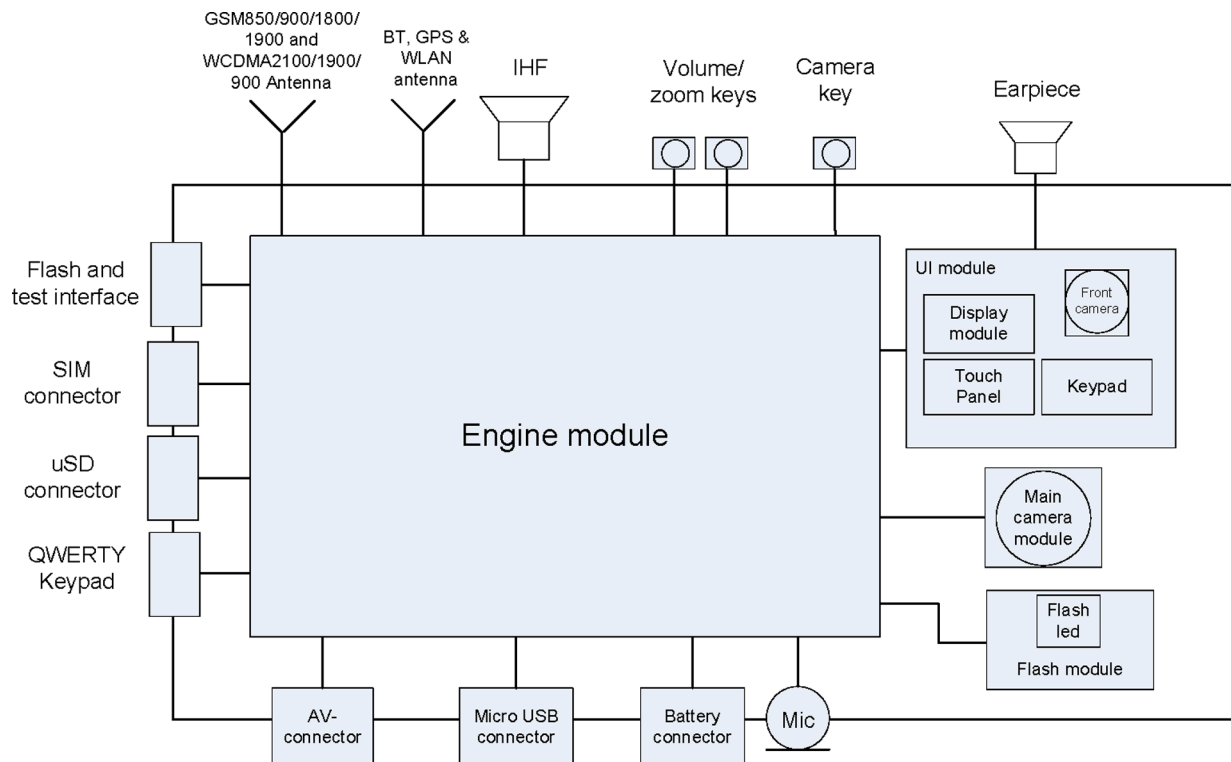 GSM850/900/1800/
1900 and
WCDMA2100/1900/
900 Antenna
BT, GPS &
WLAN
antenna
IHF
Volume/
zoom keys
Camera
key
Earpiece
Flash and
test interface
SIM
connector
uSD
connector
QWERTY
Keypad
Engine module
UI module
Front
camera
Display
module
Touch
Panel
Keypad
Main
camera
module
Flash
led
Flash module
AV-
connector
Micro USB
connector
Battery
connector
Mic